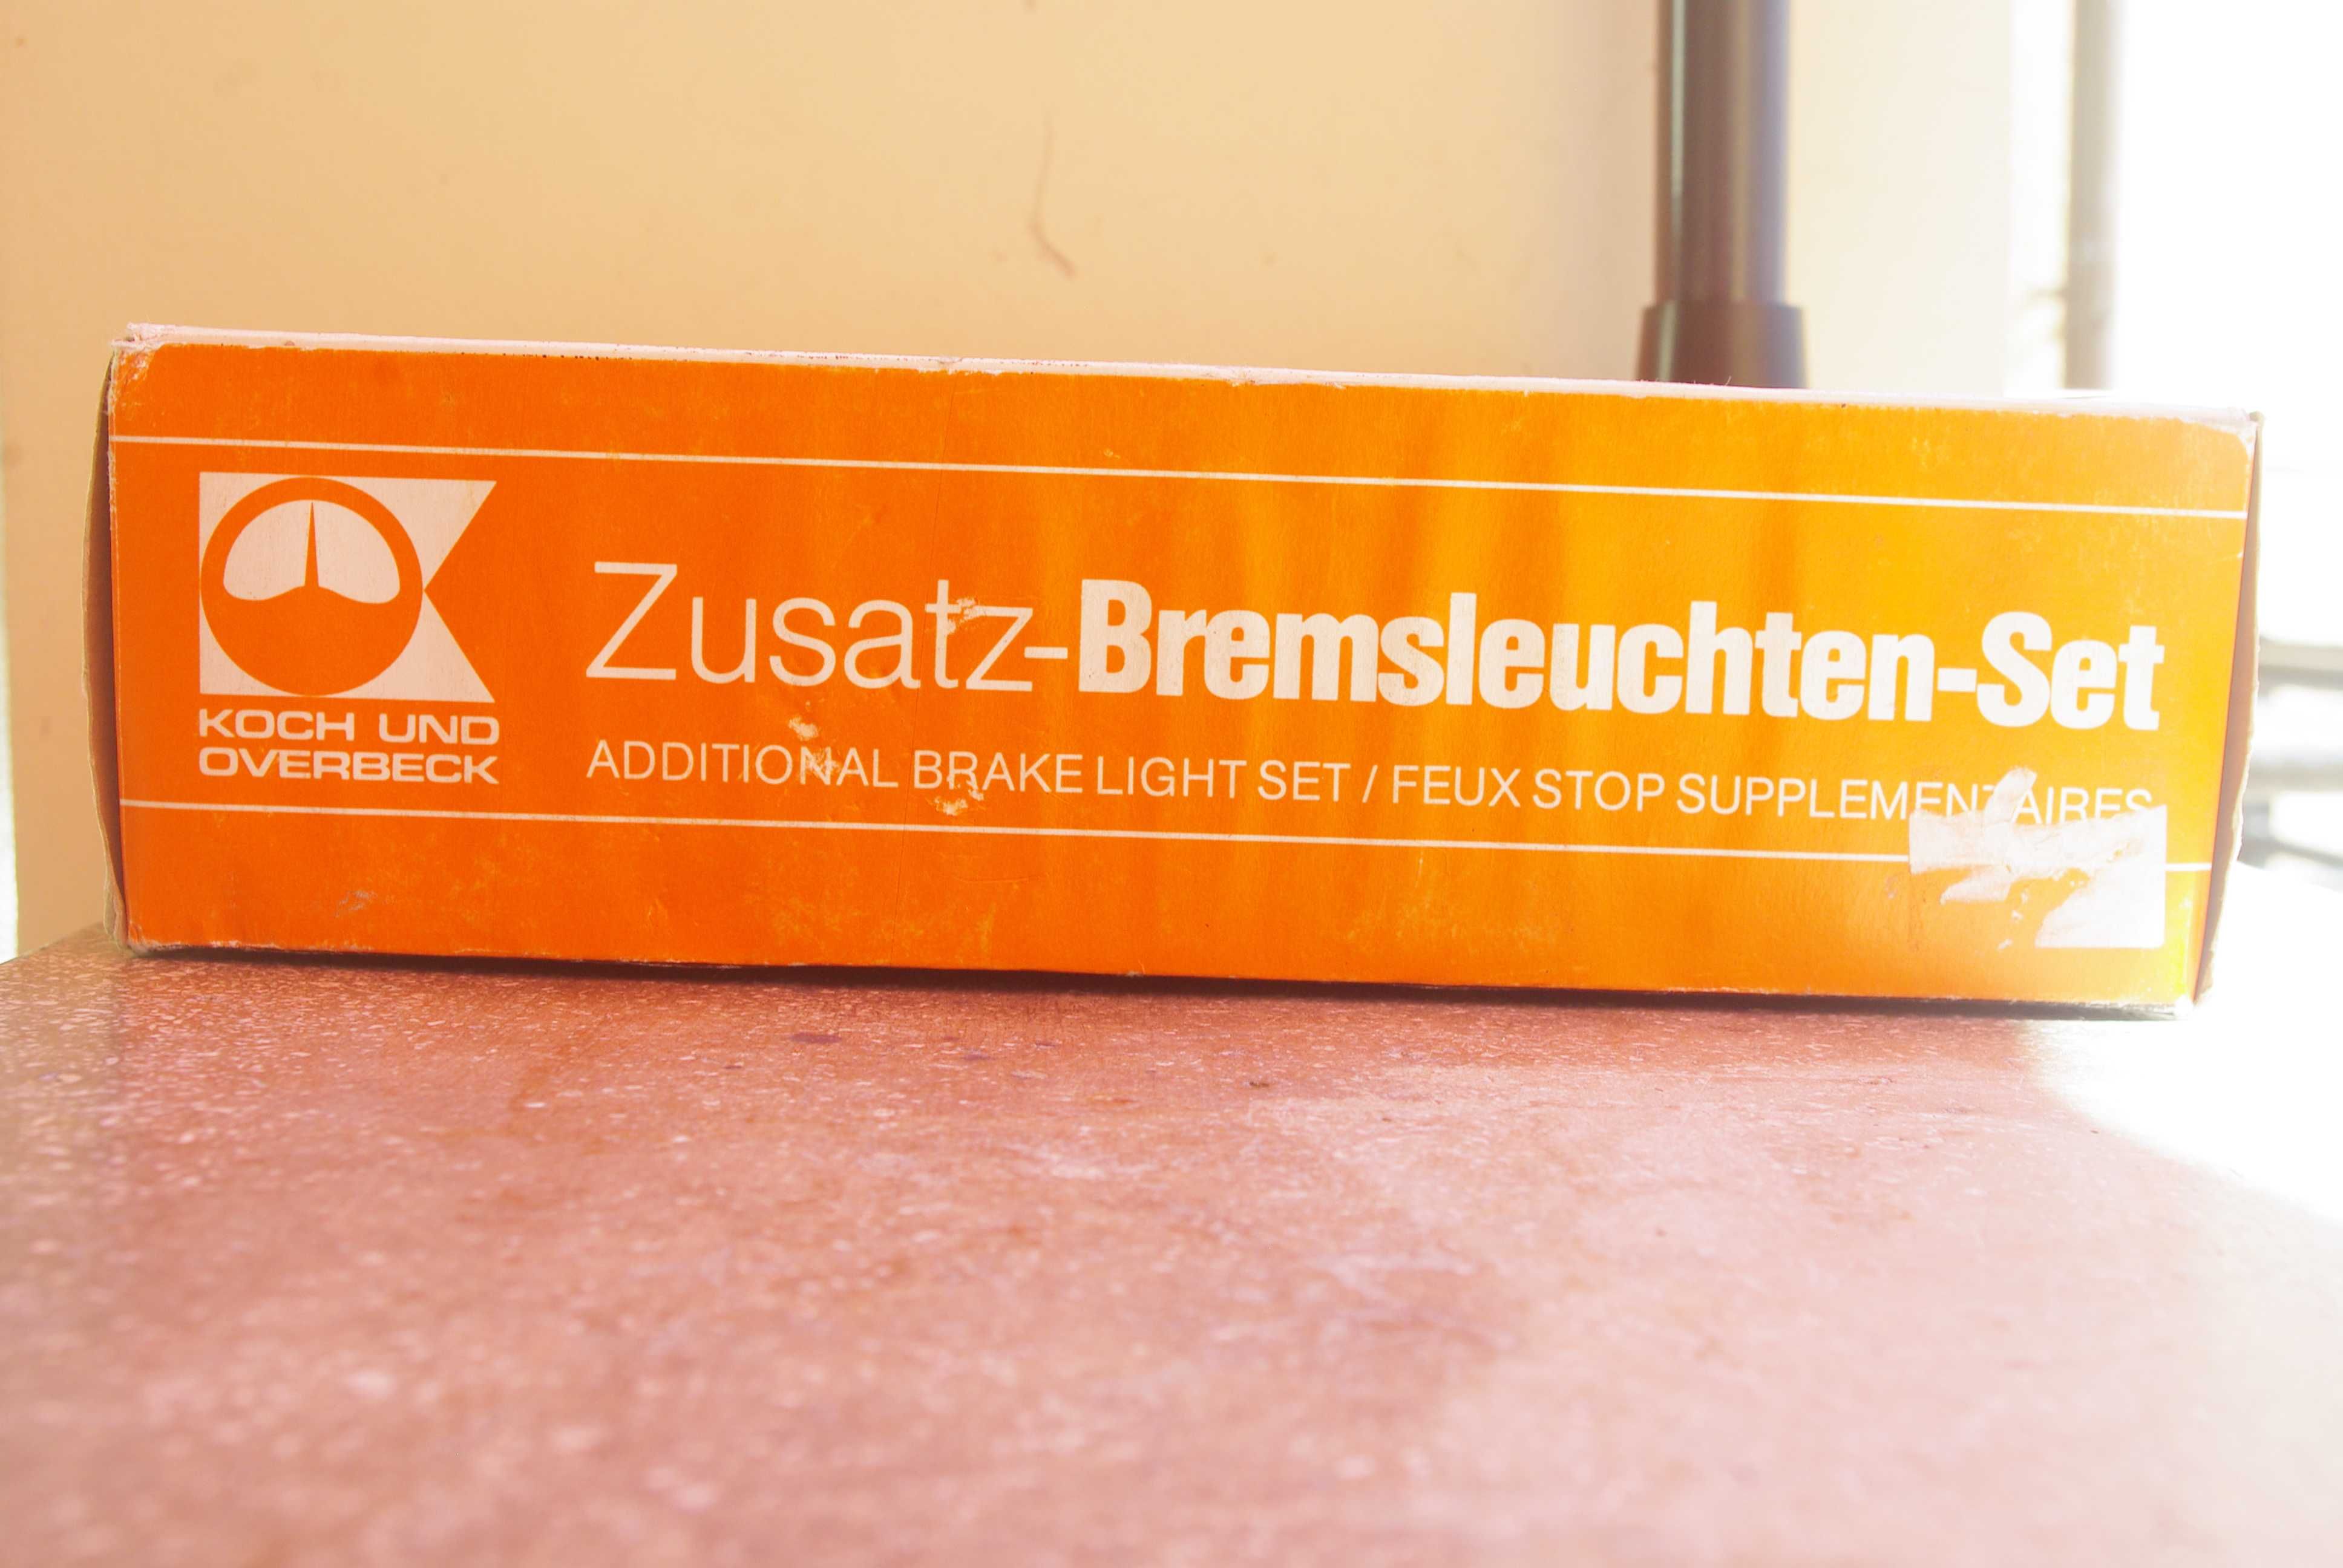 KOCH UND
OVERBECK
Zusatz-Bremsleuchten-Set
ADDITIONAL BRAKE LIGHT SET / FEUX STOP SUPPLEMENTAIRES